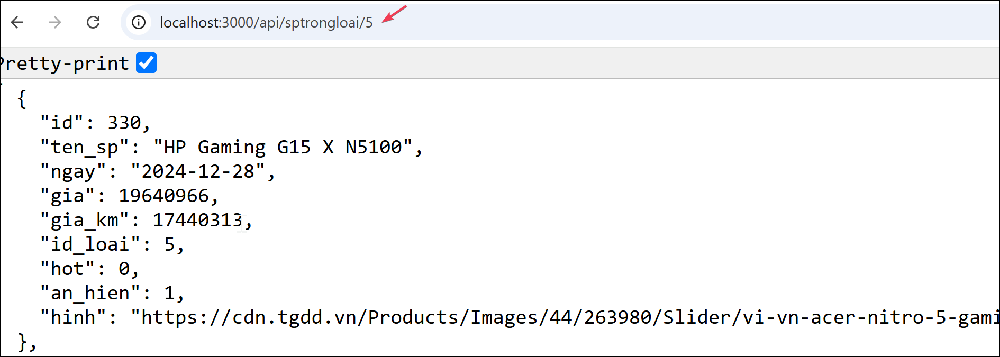 localhost:3000/api/sptrongloai/5
Pretty-print
{
"id": 330,
"ten_sp": "HP Gaming G15 X N5100",
"ngay": "2024-12-28",
"gia": 19640966,
"gia_km": 17440313,
"id_loai": 5,
"hot": 0,
"an_hien": 1,
"hinh": "https://cdn.tgdd.vn/Products/Images/44/263980/Slider/vi-vn-acer-nitro-5-gami
},